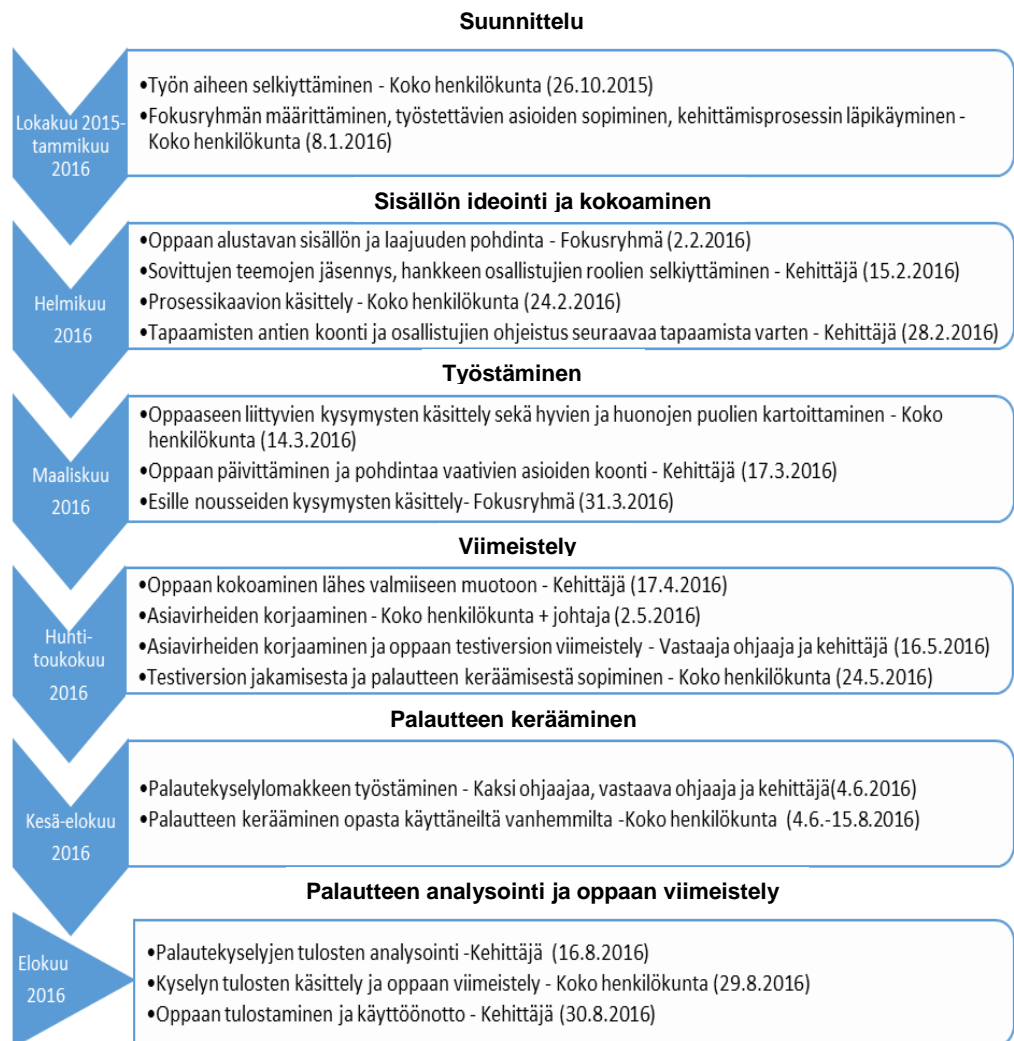 Suunnittelu
Lokakuu 2015-
tammikuu
2016
•Työn aiheen selkiyttäminen - Koko henkilökunta (26.10.2015)
•Fokusryhmän määrittäminen, työstettävien asioiden sopiminen, kehittämisprosessin läpikäyminen -
Koko henkilökunta (8.1.2016)
Sisällön ideointi ja kokoaminen
Helmikuu
2016
•Oppaan alustavan sisällön ja laajuuden pohdinta - Fokusryhmä (2.2.2016)
•Sovittujen teemojen jäsennys, hankkeen osallistujien roolien selkiyttäminen - Kehittäjä (15.2.2016)
•Prosessikaavion käsittely - Koko henkilökunta (24.2.2016)
•Tapaamisten antien koonti ja osallistujien ohjeistus seuraavaa tapaamista varten - Kehittäjä (28.2.2016)
Työstäminen
Maaliskuu
2016
•Oppaaseen liittyvien kysymysten käsittely sekä hyvien ja huonojen puolien kartoittaminen - Koko
henkilökunta (14.3.2016)
•Oppaan päivittäminen ja pohdintaa vaativien asioiden koonti - Kehittäjä (17.3.2016)
•Esille nousseiden kysymysten käsittely- Fokusryhmä (31.3.2016)
Viimeistely
Huhti-
toukokuu
2016
•Oppaan kokoaminen lähes valmiiseen muotoon - Kehittäjä (17.4.2016)
•Asiavirheiden korjaaminen - Koko henkilökunta + johtaja (2.5.2016)
•Asiavirheiden korjaaminen ja oppaan testiversion viimeistely - Vastaaja ohjaaja ja kehittäjä (16.5.2016)
•Testiversion jakamisesta ja palautteen keräämisestä sopiminen - Koko henkilökunta (24.5.2016)
Palautteen kerääminen
Kesä-elokuu
2016
•Palautekyselylomakkeen työstäminen - Kaksi ohjaajaa, vastaava ohjaaja ja kehittäjä(4.6.2016)
•Palautteen kerääminen opasta käyttäneiltä vanhemmilta -Koko henkilökunta (4.6.-15.8.2016)
Palautteen analysointi ja oppaan viimeistely
Elokuu
2016
•Palautekyselyjen tulosten analysointi -Kehittäjä (16.8.2016)
•Kyselyn tulosten käsittely ja oppaan viimeistely - Koko henkilökunta (29.8.2016)
•Oppaan tulostaminen ja käyttöönotto - Kehittäjä (30.8.2016)